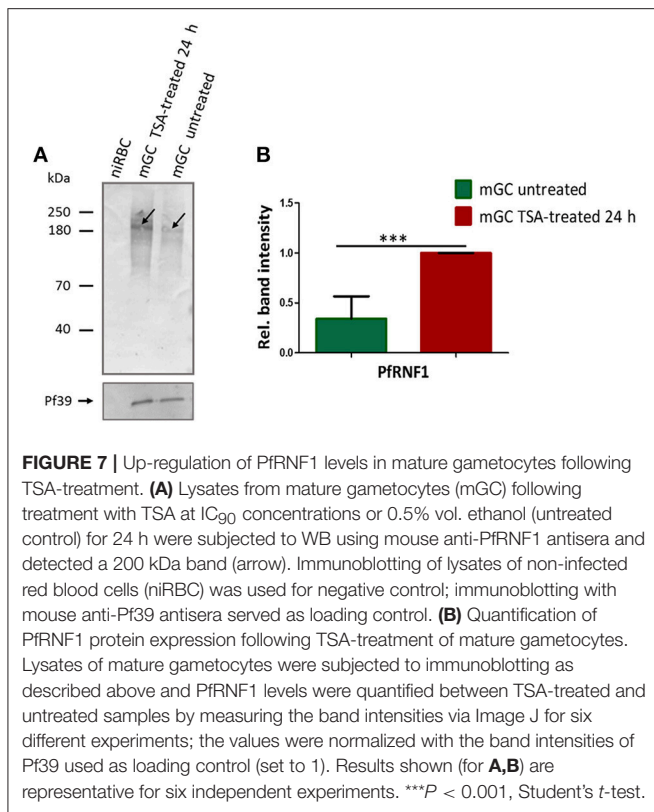 A
kDa
niRBC
mGC TSA-treated 24 h
mGC untreated
250
180
70
40
Pf39
B
mGC untreated
mGC TSA-treated 24 h
Rel. band intensity
1.5
1.0
0.5
0.0
***
PfRNF1
FIGURE 7 | Up-regulation of PfRNF1 levels in mature gametocytes following
TSA-treatment. (A) Lysates from mature gametocytes (mGC) following
treatment with TSA at IC90 concentrations or 0.5% vol. ethanol (untreated
control) for 24 h were subjected to WB using mouse anti-PfRNF1 antisera and
detected a 200 kDa band (arrow). Immunoblotting of lysates of non-infected
red blood cells (niRBC) was used for negative control; immunoblotting with
mouse anti-Pf39 antisera served as loading control. (B) Quantification of
PfRNF1 protein expression following TSA-treatment of mature gametocytes.
Lysates of mature gametocytes were subjected to immunoblotting as
described above and PfRNF1 levels were quantified between TSA-treated and
untreated samples by measuring the band intensities via Image J for six
different experiments; the values were normalized with the band intensities of
Pf39 used as loading control (set to 1). Results shown (for A,B) are
representative for six independent experiments. ***P < 0.001, Student's t-test.